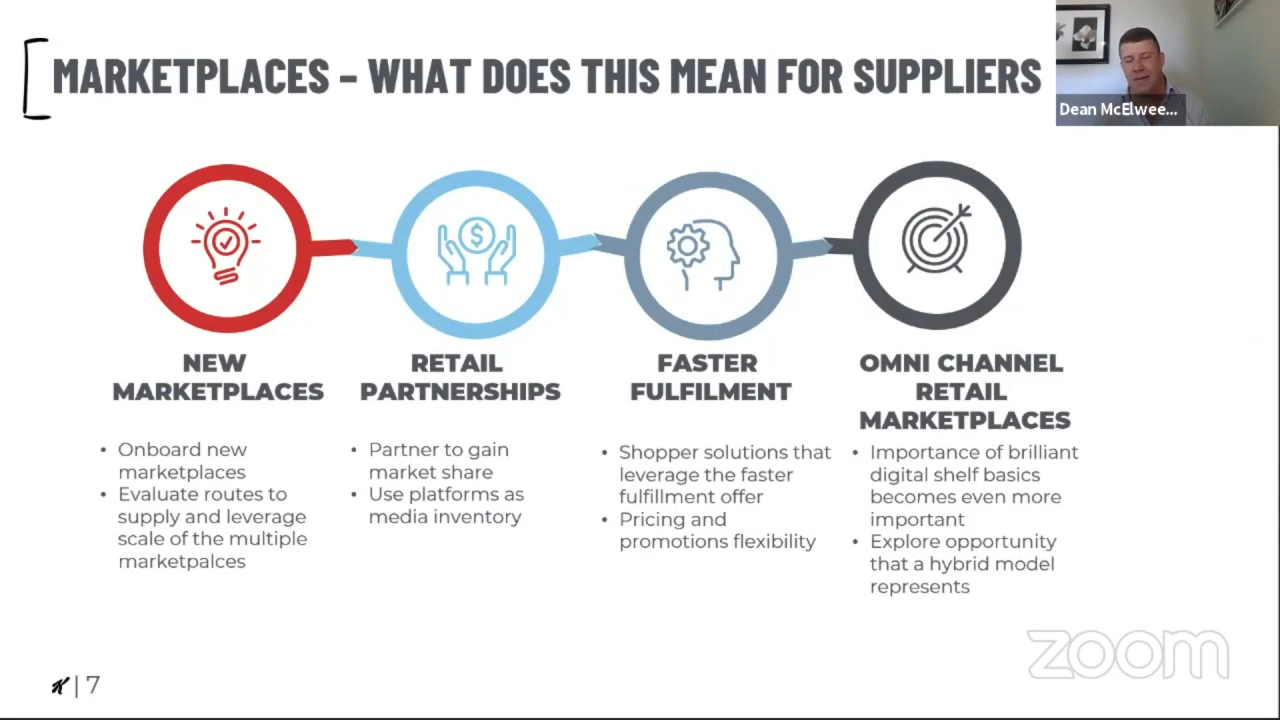 MARKETPLACES – WHAT DOES THIS MEAN FOR SUPPLIERS
Dean McElwee...
$
NEW
MARKETPLACES
• Onboard new
marketplaces
• Evaluate routes to
supply and leverage
scale of the multiple
marketpalces
RETAIL
PARTNERSHIPS
• Partner to gain
market share
• Use platforms as
media inventory
FASTER
FULFILMENT
• Shopper solutions that
leverage the faster
fulfillment offer
• Pricing and
promotions flexibility
OMNI CHANNEL
RETAIL
MARKETPLACES
• Importance of brilliant
digital shelf basics
becomes even more
important
• Explore opportunity
that a hybrid model
represents
zoom
K | 7